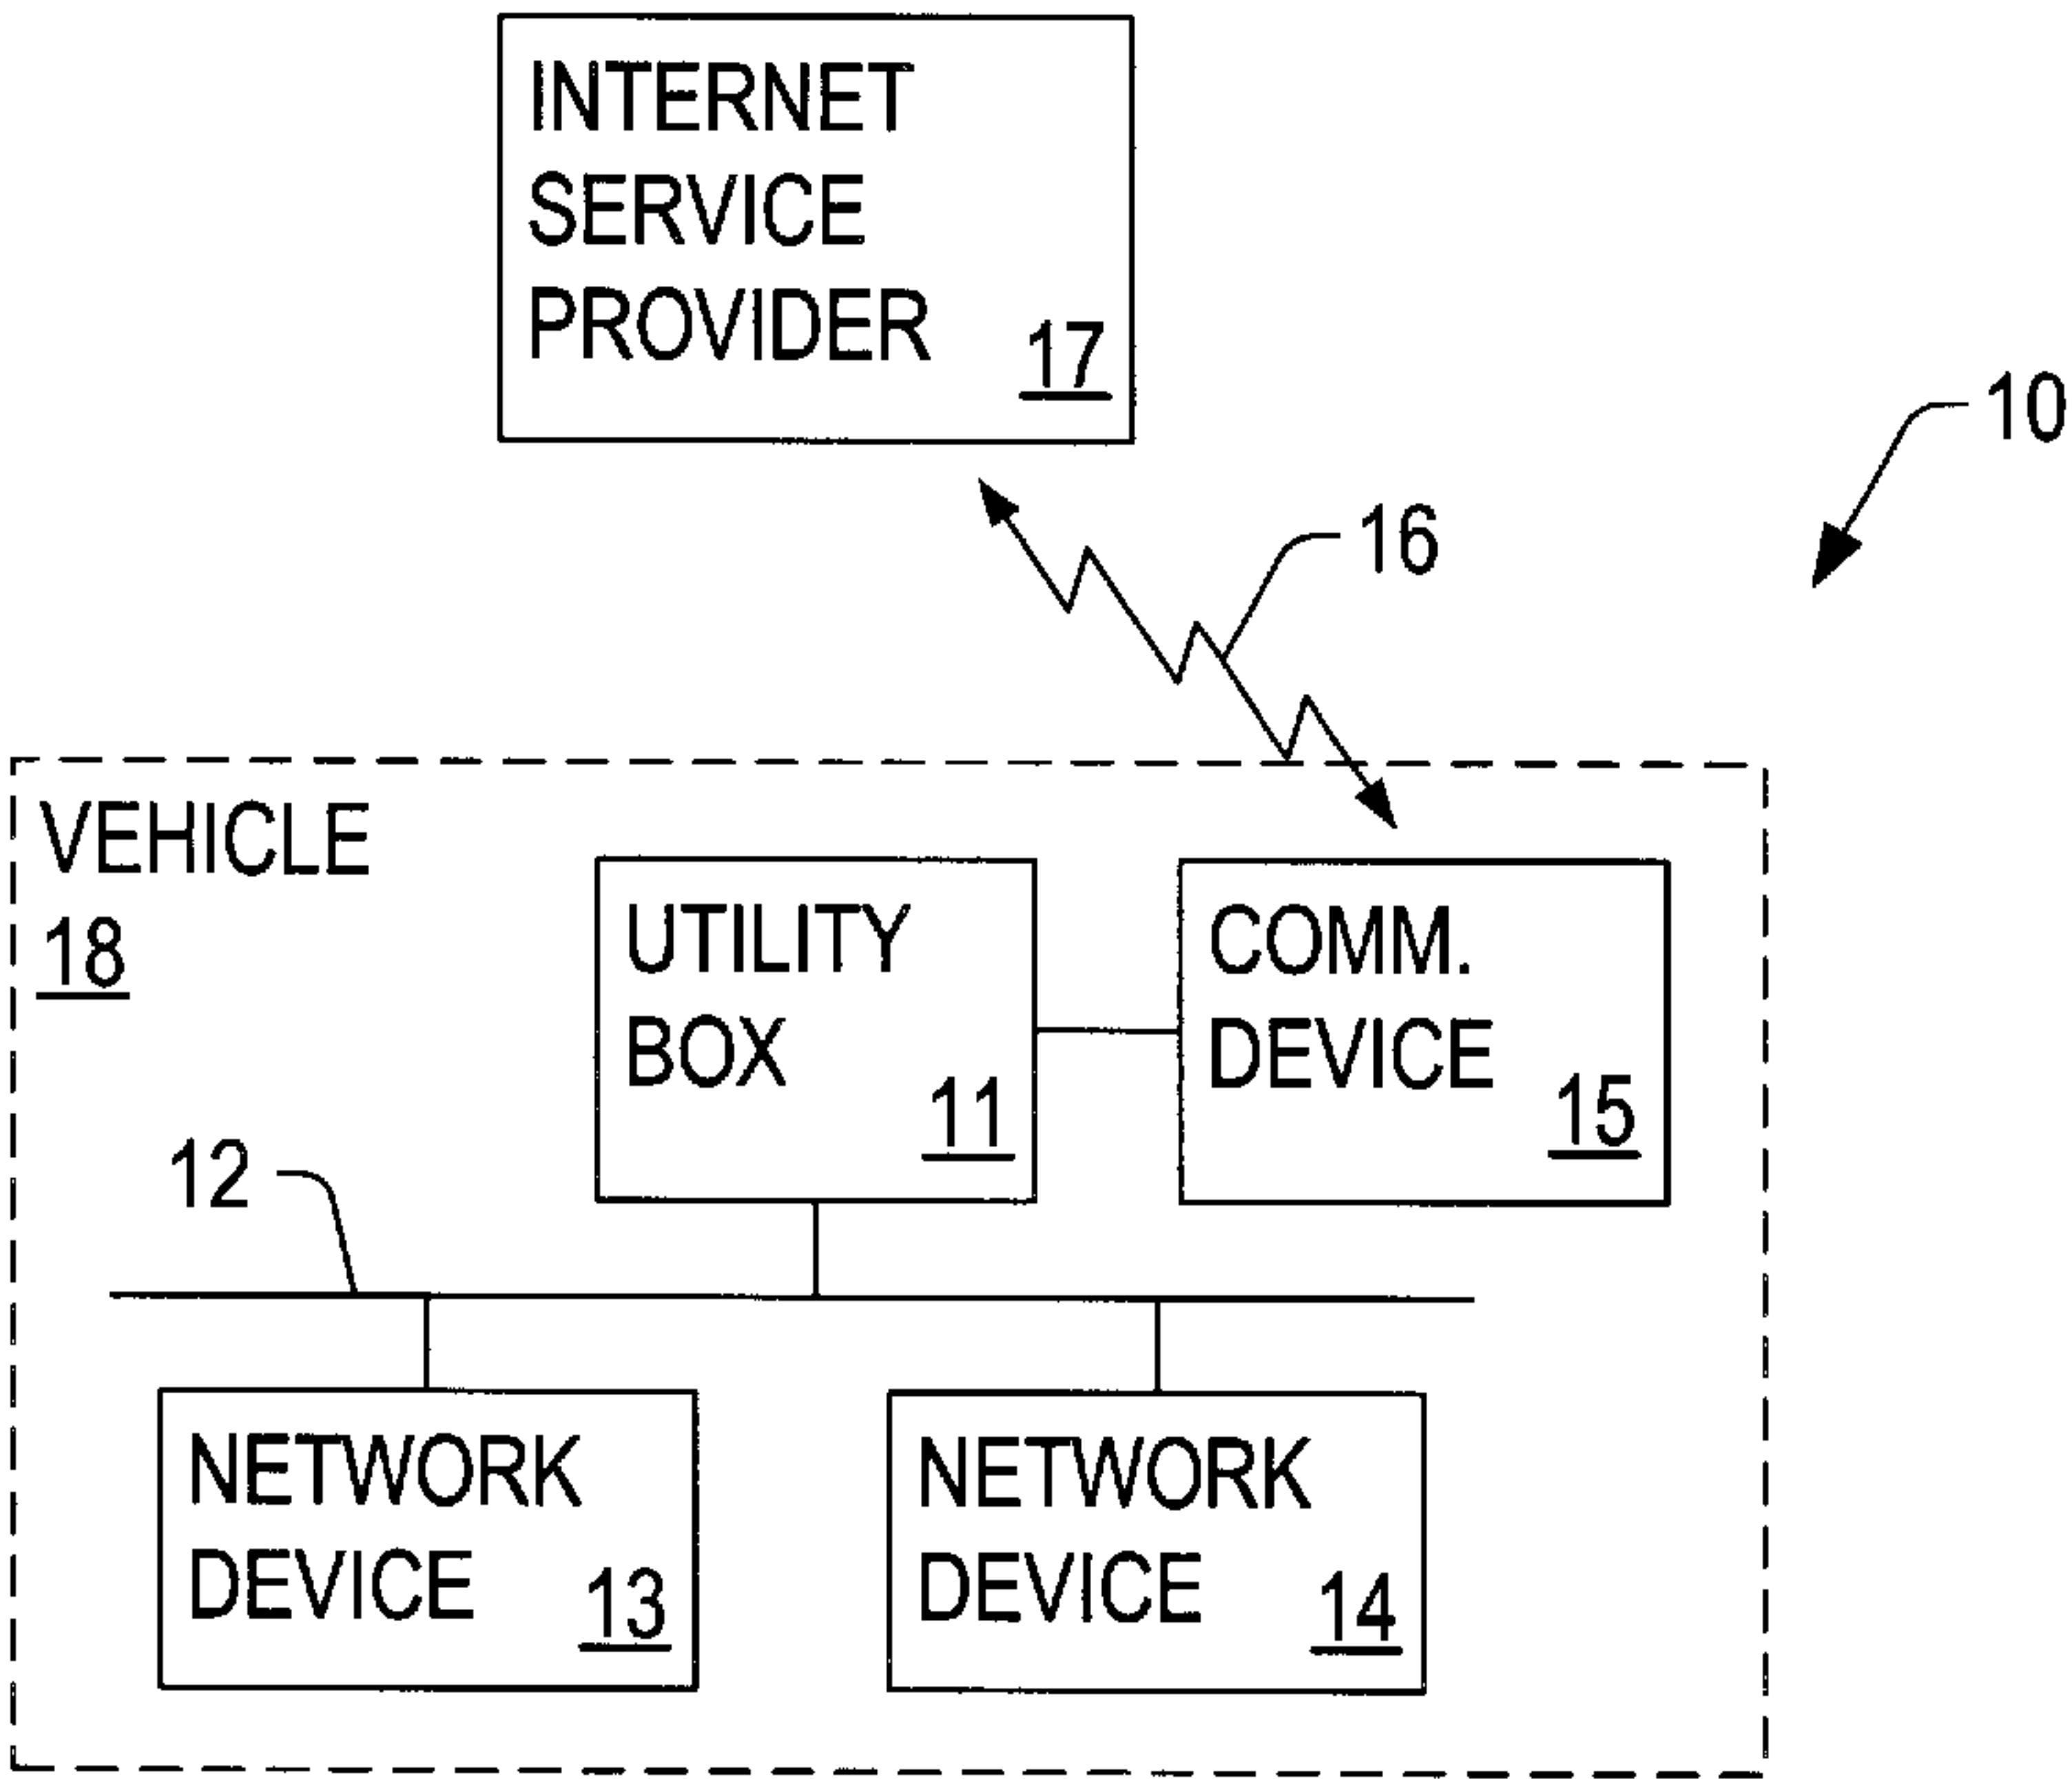 INTERNET
SERVICE
PROVIDER
17
10
16
VEHICLE
18
UTILITY
BOX
11
COMM.
DEVICE
15
12
NETWORK
DEVICE
13
NETWORK
DEVICE
14